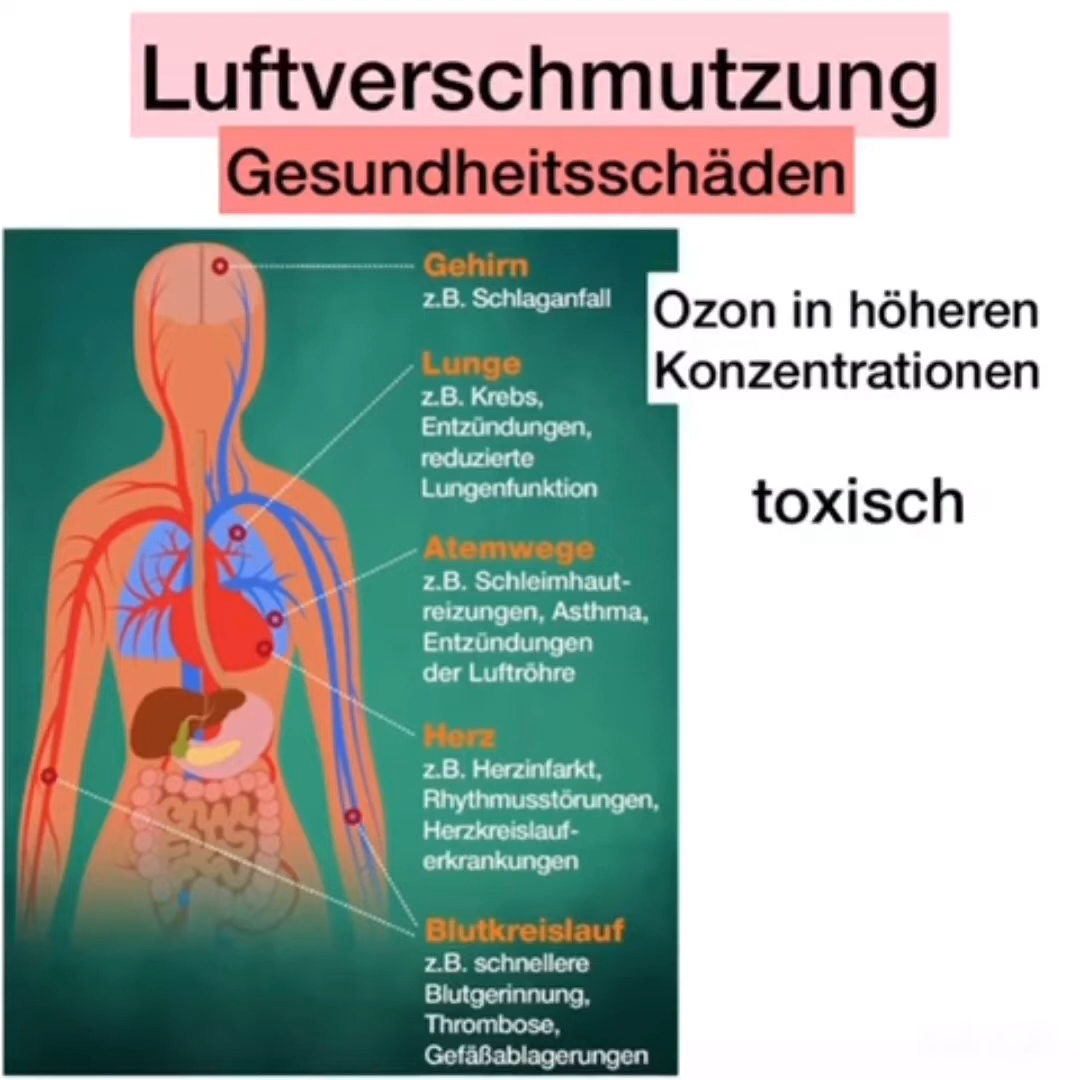 Luftverschmutzung
Gesundheitsschäden
Gehirn
z.B. Schlaganfall
Lunge
z.B. Krebs,
Entzündungen,
reduzierte
Lungenfunktion
Atemwege
z.B. Schleimhaut-
reizungen, Asthma,
Entzündungen
der Luftröhre
Herz
z.B. Herzinfarkt,
Rhythmusstörungen,
Herzkreislauf-
erkrankungen
Blutkreislauf
z.B. schnellere
Blutgerinnung,
Thrombose,
Gefäßablagerungen
Ozon in höheren
Konzentrationen
toxisch